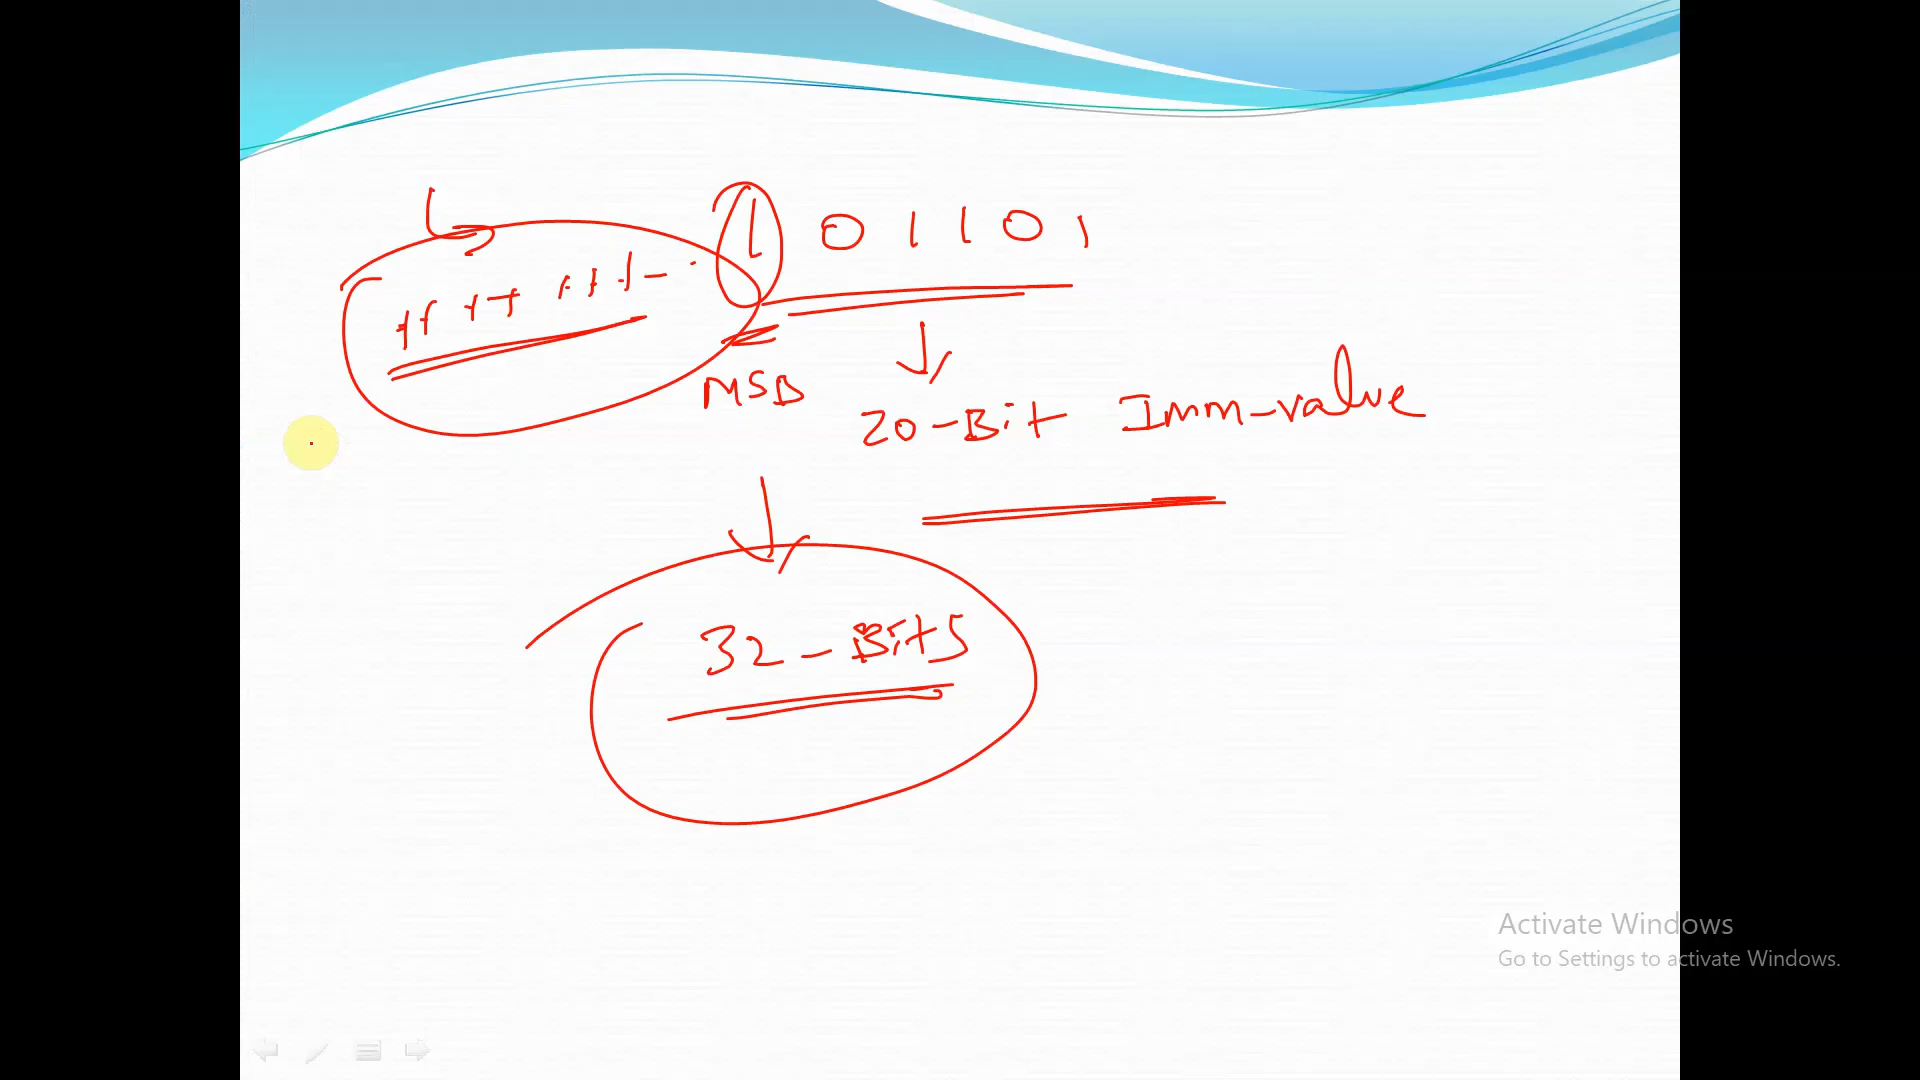 1 0 1 1 0 1
MSB
20-Bit Imm-value
32-Bits
Activate Windows
Go to Settings to activate Windows.